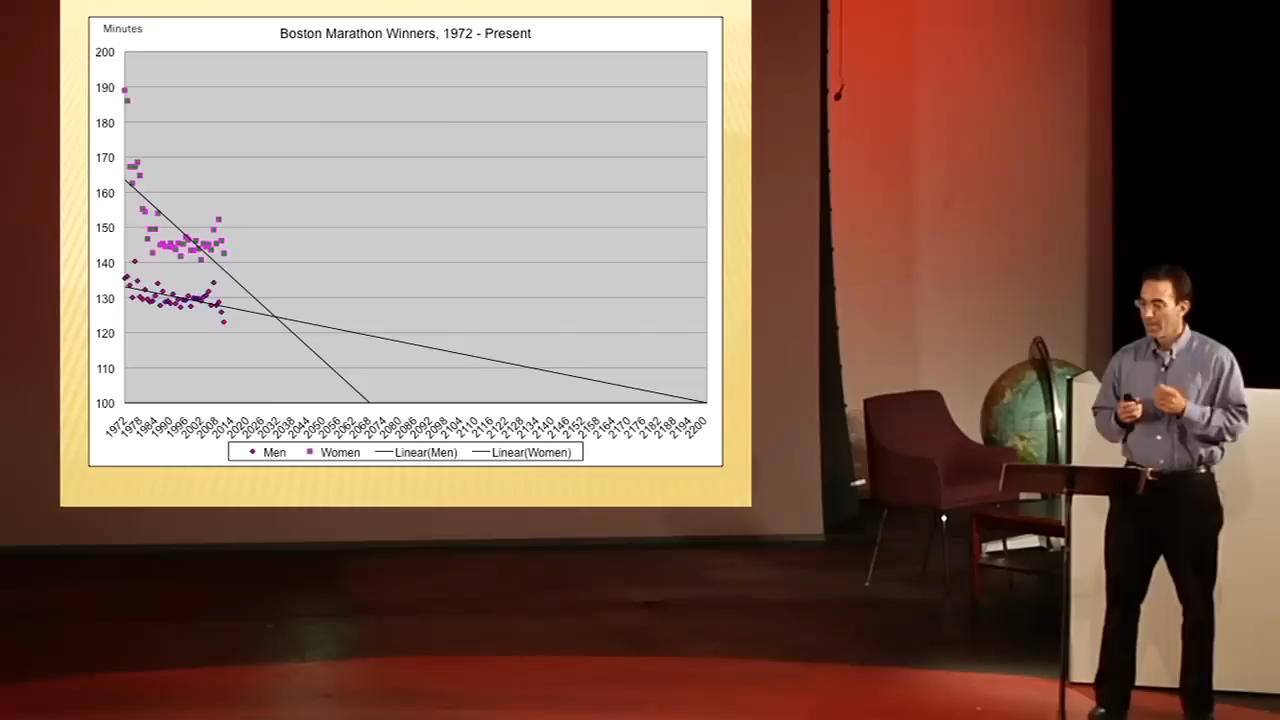 Minutes
Boston Marathon Winners, 1972 - Present
200
190
180
170
160
150
140
130
120
110
100
1972 1978 1984 1990 1996 2002 2008 2014 2020 2026 2032 2038 2044 2050 2056 2062 2068 2074 2080 2086 2092 2098 2104 2110 2116 2122 2128 2134 2140 2146 2152 2158 2164 2170 2176 2182 2188 2194 2200
Men Women Linear(Men) Linear(Women)